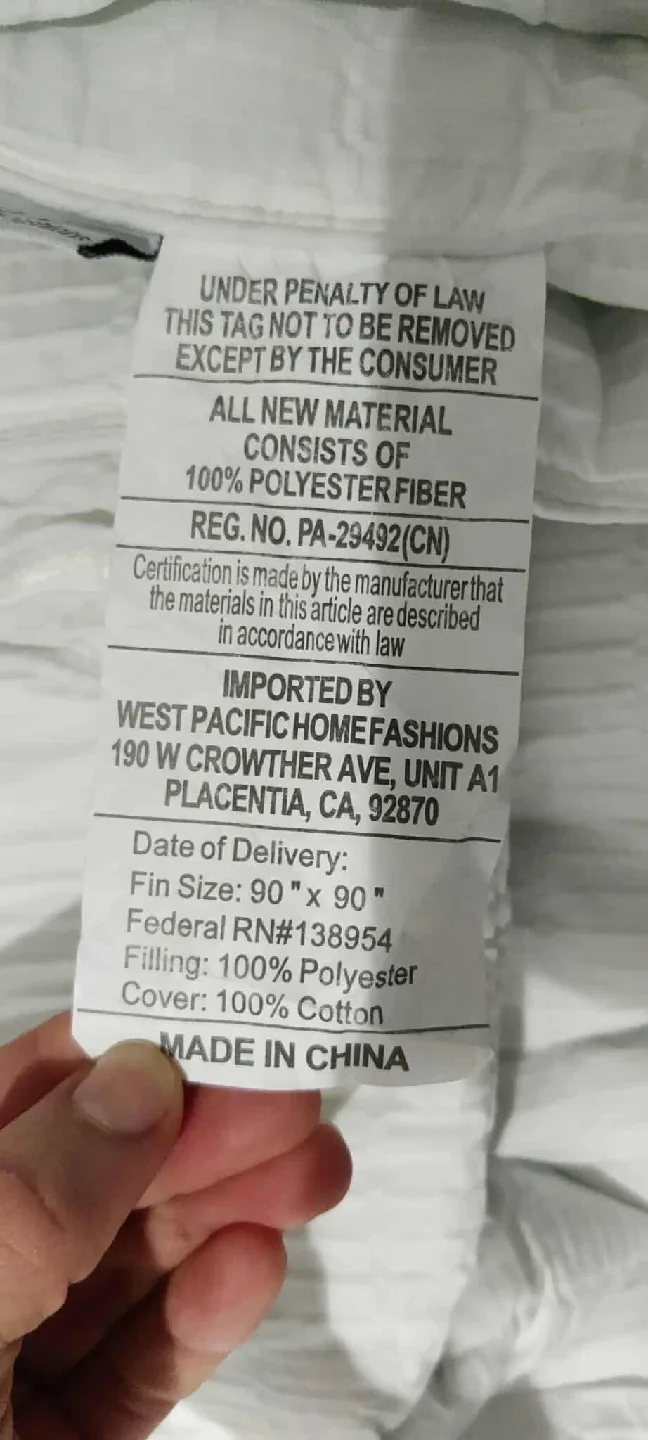 UNDER PENALTY OF LAW
THIS TAG NOT TO BE REMOVED
EXCEPT BY THE CONSUMER
ALL NEW MATERIAL
CONSISTS OF
100% POLYESTER FIBER
REG. NO. PA-29492(CN)
Certification is made by the manufacturer that
the materials in this article are described
in accordance with law
IMPORTED BY
WEST PACIFIC HOME FASHIONS
190 W CROWTHER AVE, UNIT A1
PLACENTIA, CA, 92870
Date of Delivery:
Fin Size: 90 " x 90 "
Federal RN#138954
Filling: 100% Polyester
Cover: 100% Cotton
MADE IN CHINA